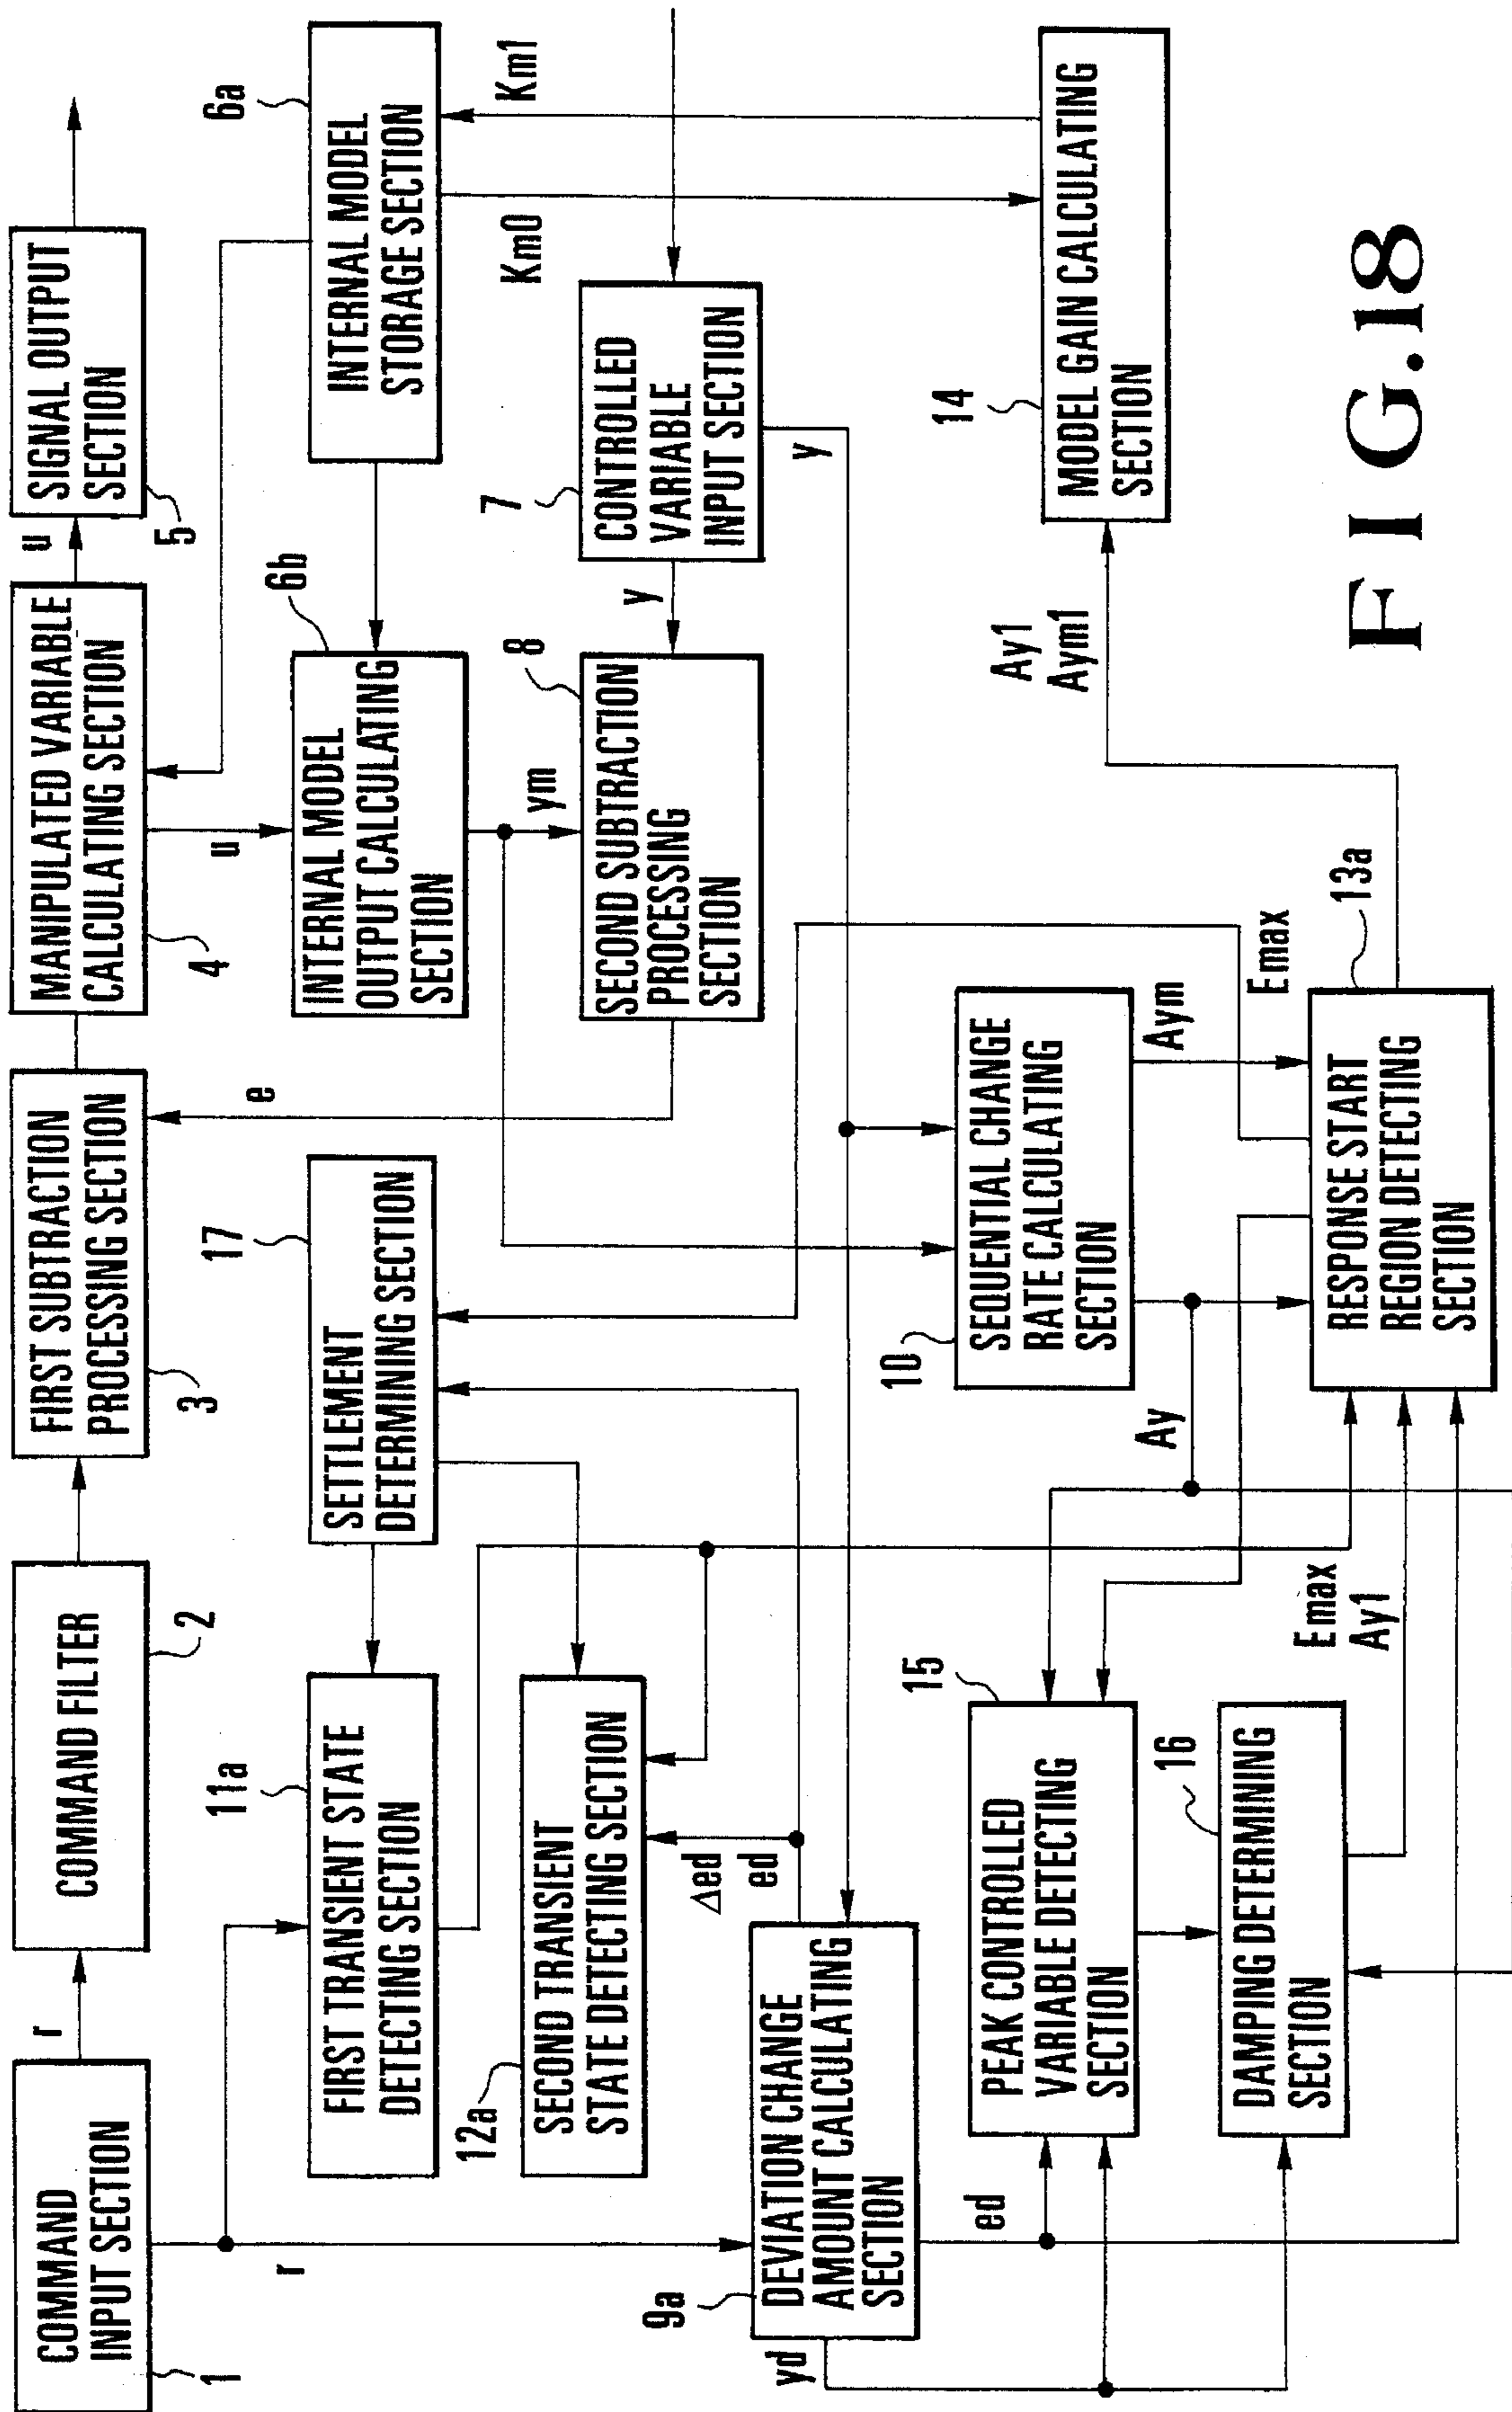 COMMAND
INPUT SECTION
1
r
COMMAND FILTER
2
FIRST SUBTRACTION
PROCESSING SECTION
3
MANIPULATED VARIABLE
CALCULATING SECTION
4
u
SIGNAL OUTPUT
SECTION
5
r
11a
FIRST TRANSIENT STATE
DETECTING SECTION
17
SETTLEMENT
DETERMINING SECTION
e
u
6b
INTERNAL MODEL
OUTPUT CALCULATING
SECTION
6a
INTERNAL MODEL
STORAGE SECTION
12a
SECOND TRANSIENT
STATE DETECTING SECTION
ym
8
SECOND SUBTRACTION
PROCESSING
SECTION
y
7
CONTROLLED
VARIABLE
INPUT SECTION
y
Km0
Km1
9a
DEVIATION CHANGE
AMOUNT CALCULATING
SECTION
Δed
ed
yd
ed
15
PEAK CONTROLLED
VARIABLE DETECTING
SECTION
16
DAMPING DETERMINING
SECTION
10
SEQUENTIAL CHANGE
RATE CALCULATING
SECTION
Ay
Aym
Emax
Emax
Ay1
13a
RESPONSE START
REGION DETECTING
SECTION
Ay1
Aym1
14
MODEL GAIN CALCULATING
SECTION
FIG.18